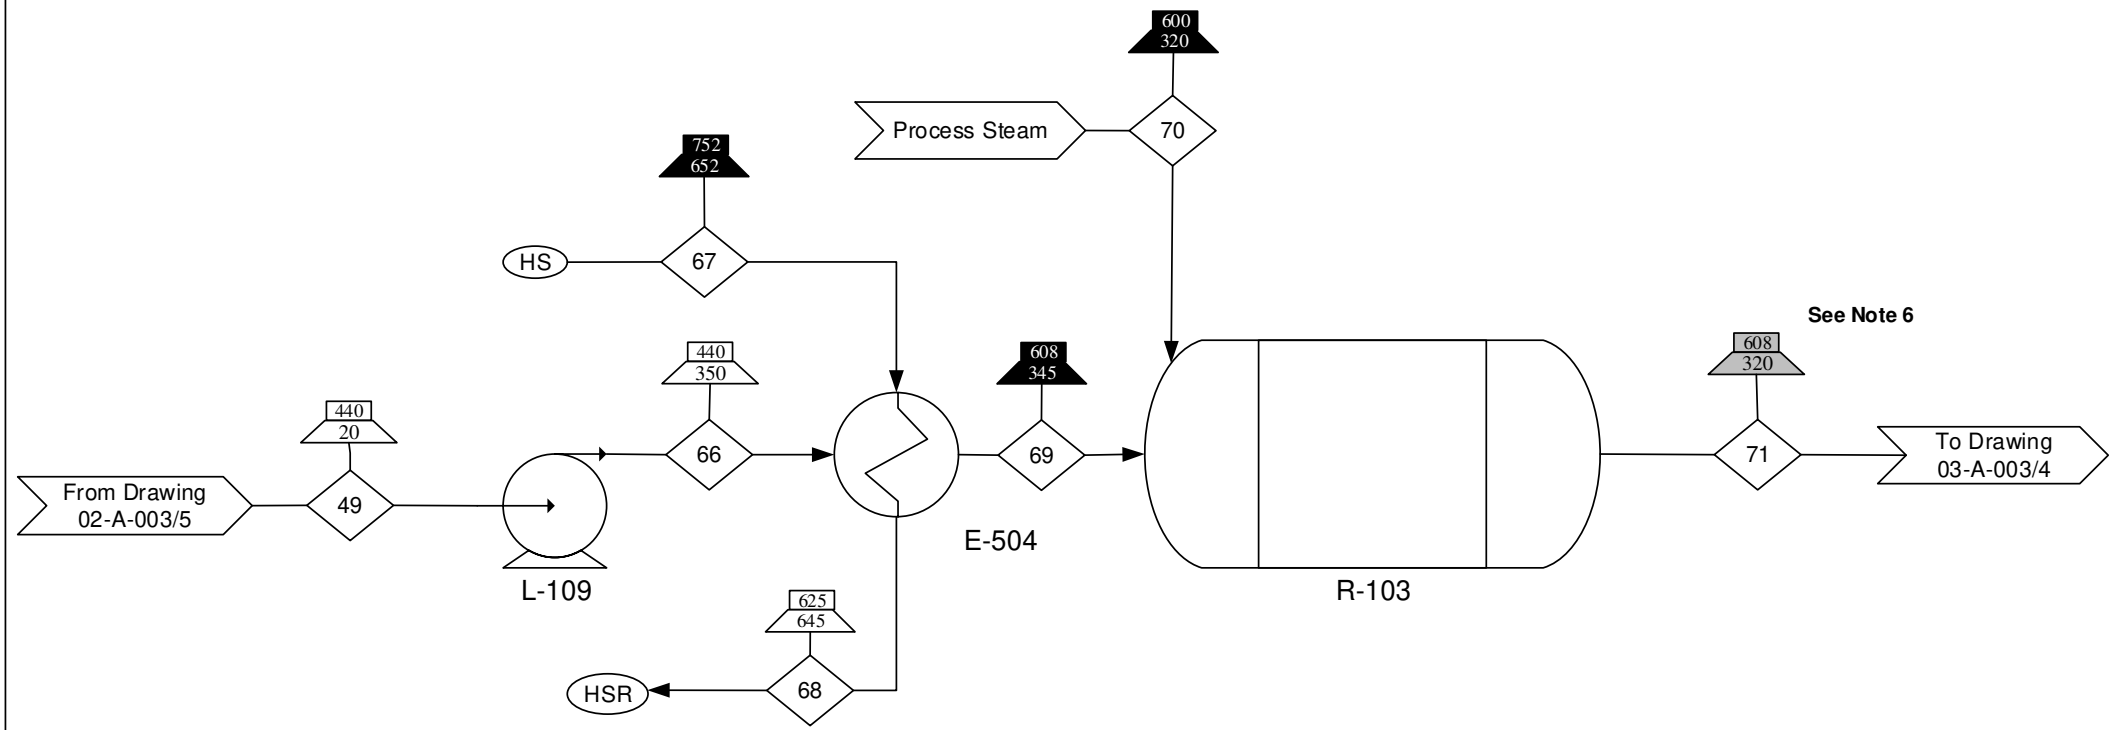 600
320
Process Steam
70
752
652
HS
67
See Note 6
440
350
608
345
608
320
440
20
66
69
71
To Drawing
03-A-003/4
From Drawing
02-A-003/5
49
E-504
L-109
R-103
625
645
HSR
68